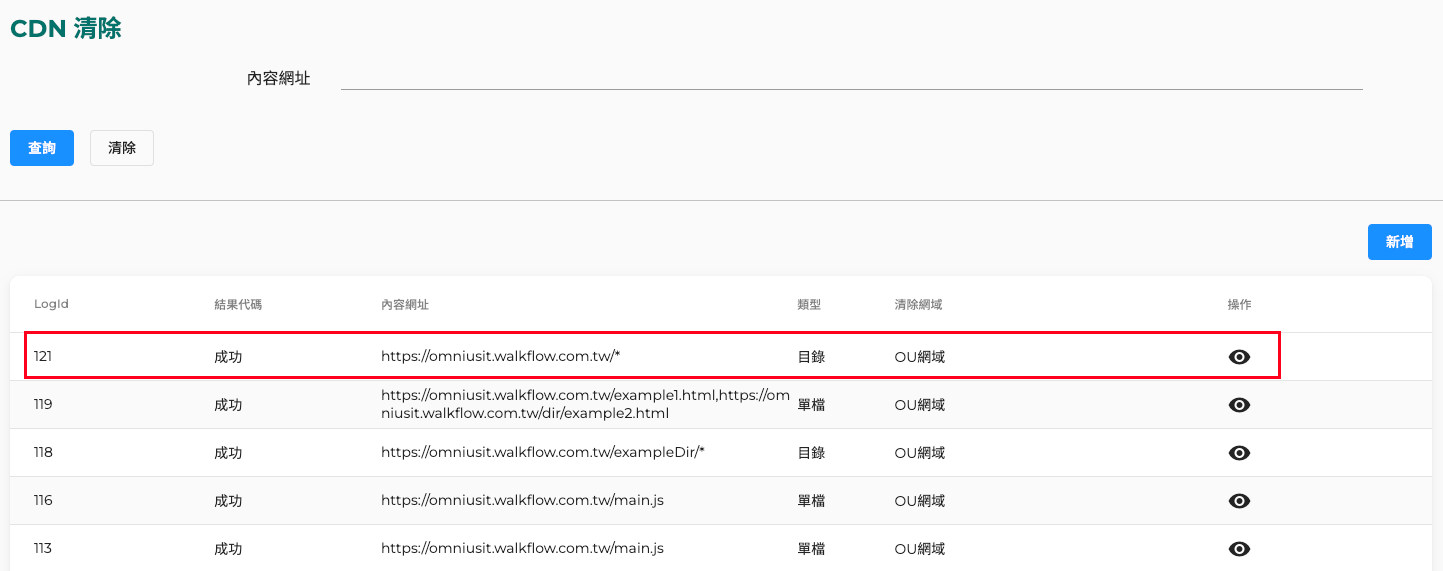 CDN 清除
內容網址
查詢 清除
新增
LogId 結果代碼 內容網址 類型 清除網域 操作
121 成功 https://omniusit.walkflow.com.tw/* 目錄 OU網域
119 成功 https://omniusit.walkflow.com.tw/example1.html,https://om
niusit.walkflow.com.tw/dir/example2.html 單檔 OU網域
118 成功 https://omniusit.walkflow.com.tw/exampleDir/* 目錄 OU網域
116 成功 https://omniusit.walkflow.com.tw/main.js 單檔 OU網域
113 成功 https://omniusit.walkflow.com.tw/main.js 單檔 OU網域